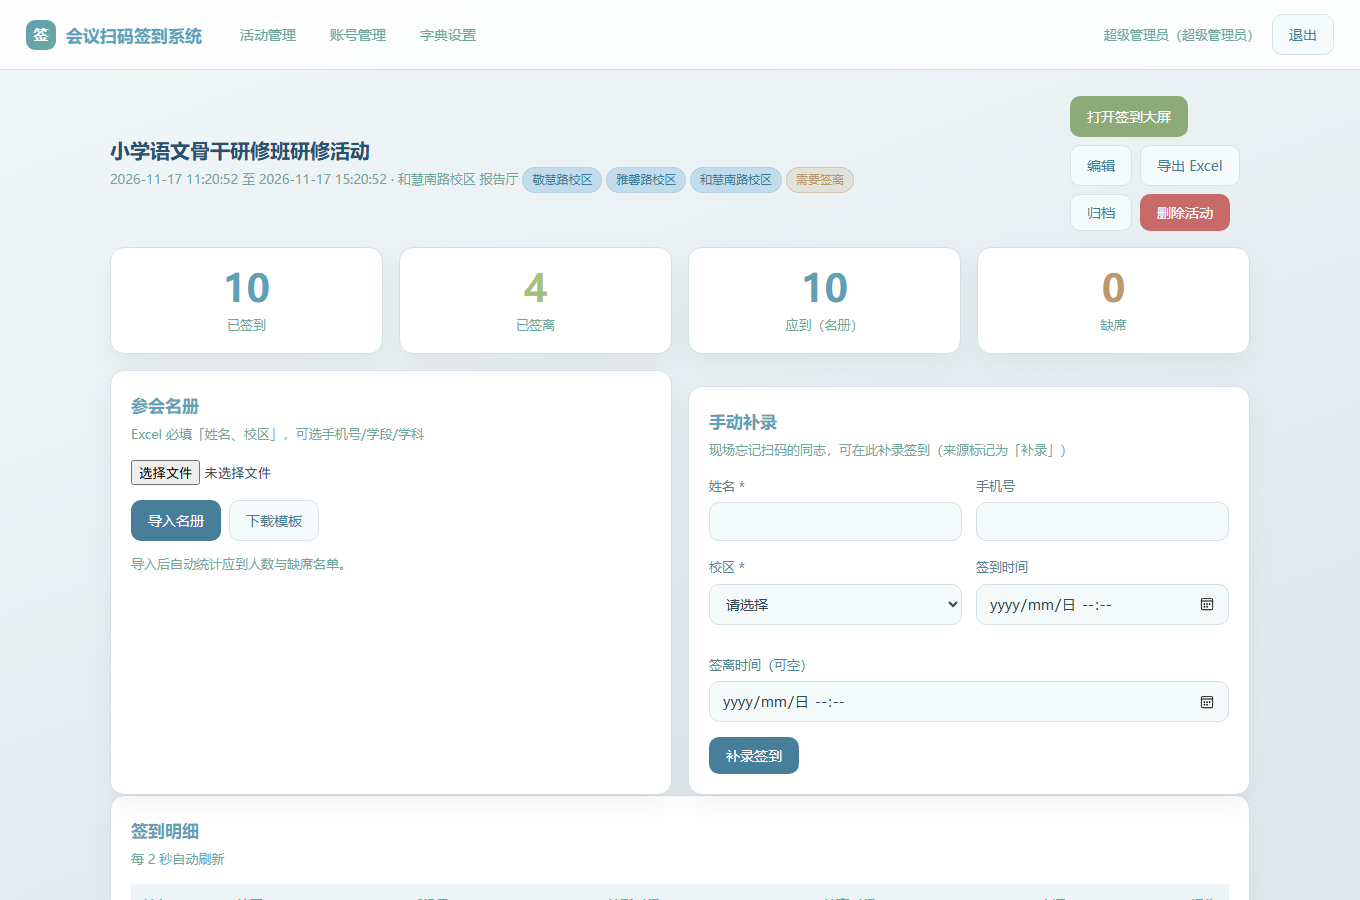 签 会议扫码签到系统 活动管理 账号管理 字典设置 超级管理员（超级管理员） 退出
打开签到大屏
小学语文骨干研修班研修活动
编辑 导出 Excel
2026-11-17 11:20:52 至 2026-11-17 15:20:52 · 和慧南路校区 报告厅 敬慧路校区 雅馨路校区 和慧南路校区 需要签离
归档 删除活动
10 4 10 0
已签到 已签离 应到（名册） 缺席
参会名册
Excel 必填「姓名、校区」，可选手机号/学段/学科
选择文件 未选择文件
导入名册 下载模板
导入后自动统计应到人数与缺席名单。
手动补录
现场忘记扫码的同志，可在此补录签到（来源标记为「补录」）
姓名 * 手机号
校区 * 签到时间
请选择 yyyy/mm/日 --:--
签离时间（可空）
yyyy/mm/日 --:--
补录签到
签到明细
每 2 秒自动刷新